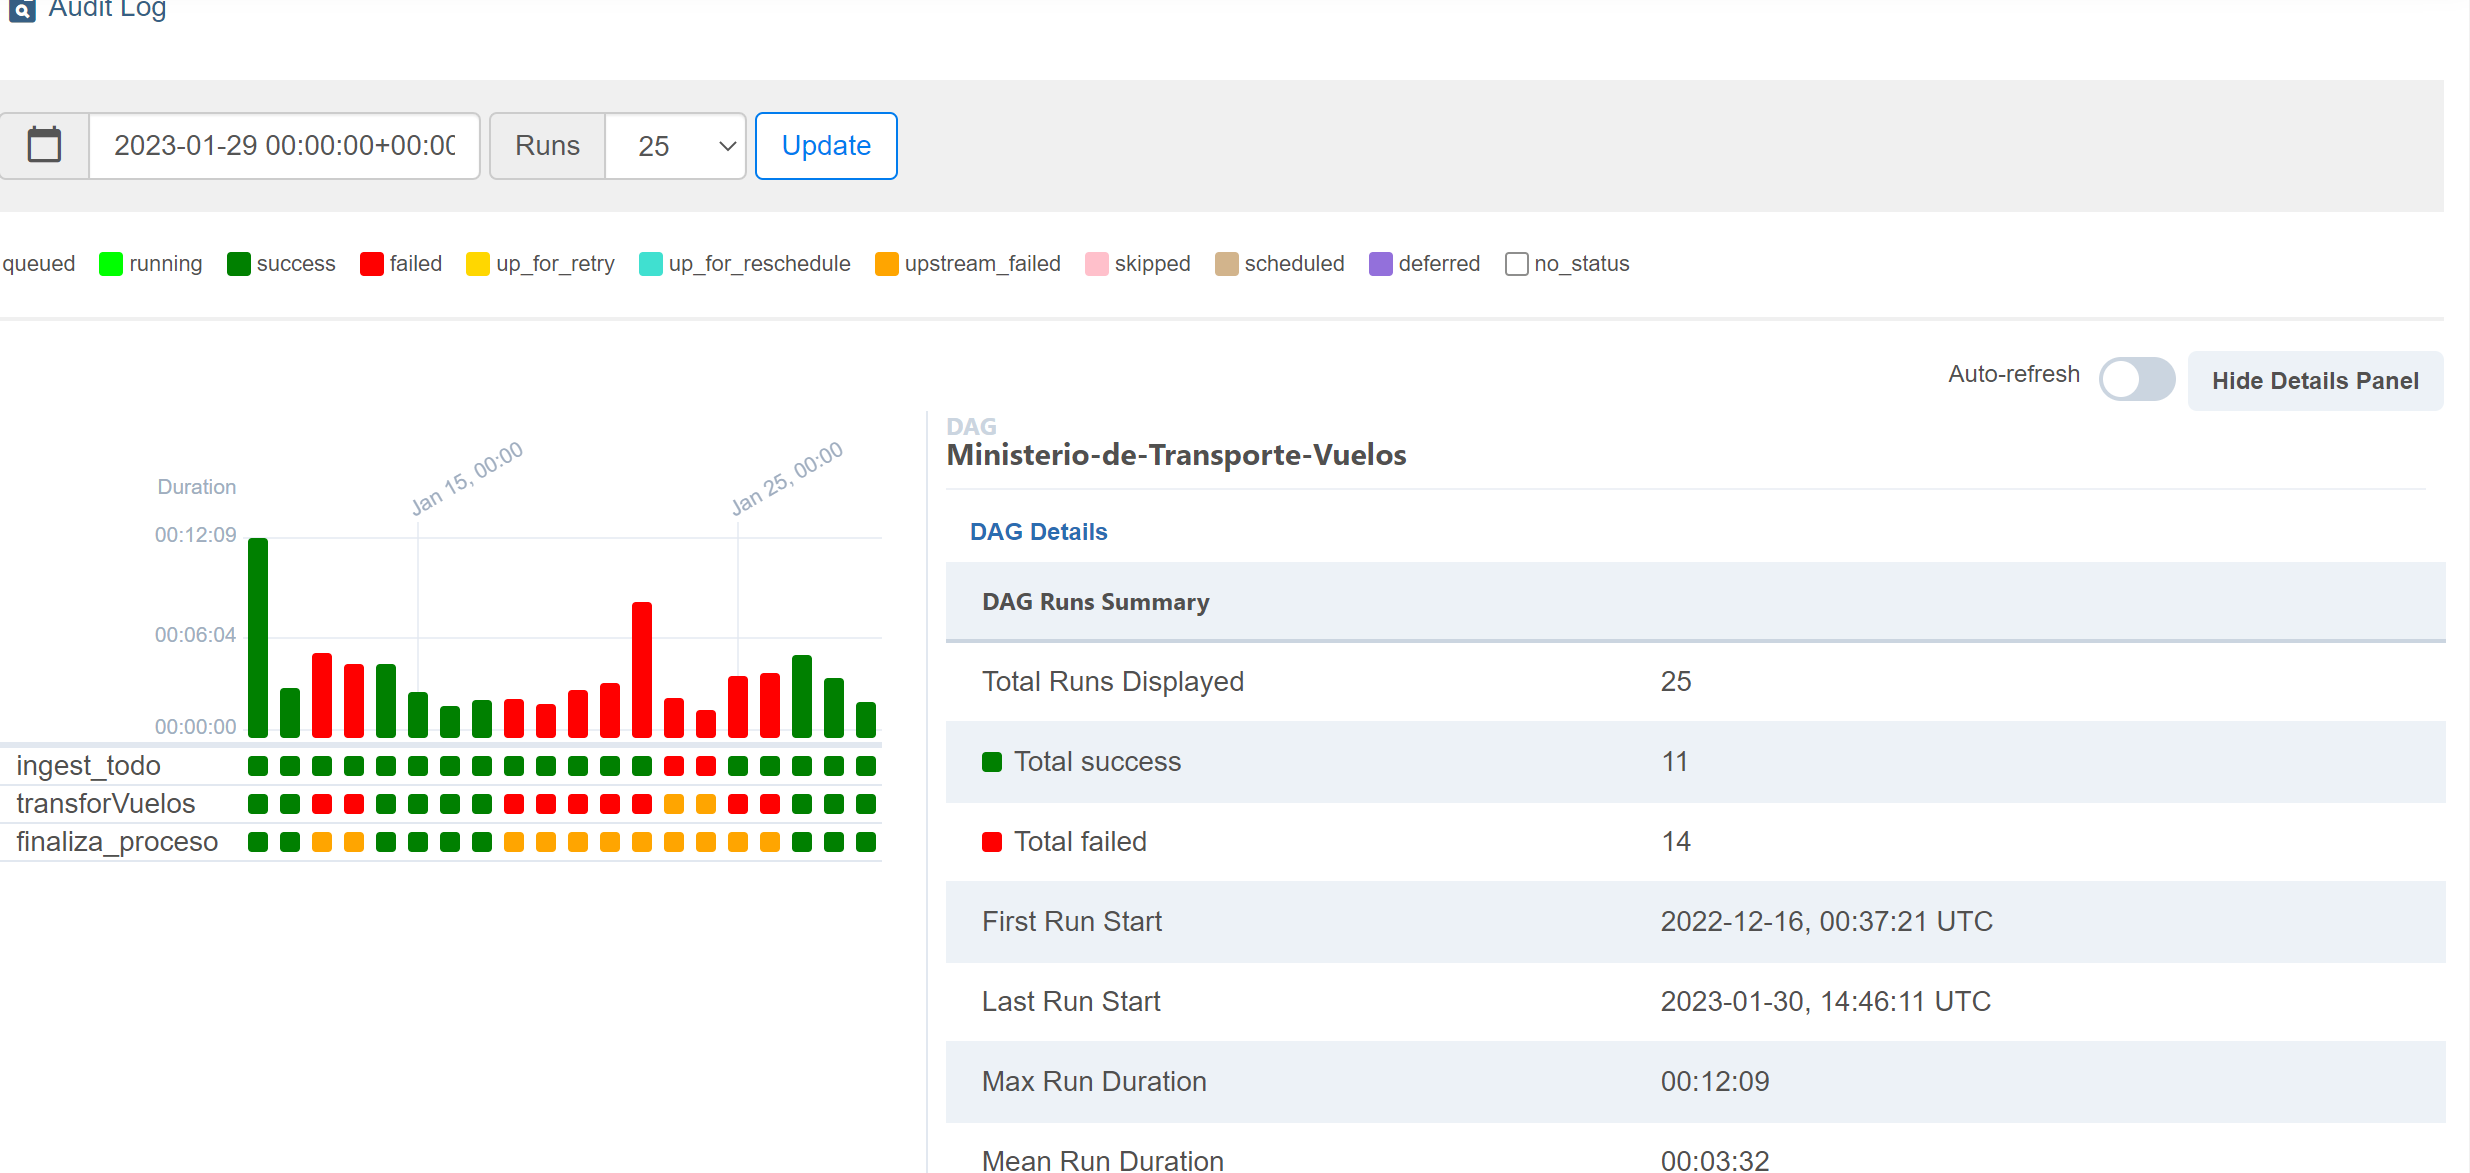 Audit Log
2023-01-29 00:00:00+00:00
Runs
25
Update
queued running success failed up_for_retry up_for_reschedule upstream_failed skipped scheduled deferred no_status
Auto-refresh
Hide Details Panel
Duration
Jan 15, 00:00
Jan 25, 00:00
00:12:09
00:06:04
00:00:00
ingest_todo
transforVuelos
finaliza_proceso
DAG
Ministerio-de-Transporte-Vuelos
DAG Details
DAG Runs Summary
Total Runs Displayed 25
Total success 11
Total failed 14
First Run Start 2022-12-16, 00:37:21 UTC
Last Run Start 2023-01-30, 14:46:11 UTC
Max Run Duration 00:12:09
Mean Run Duration 00:03:32